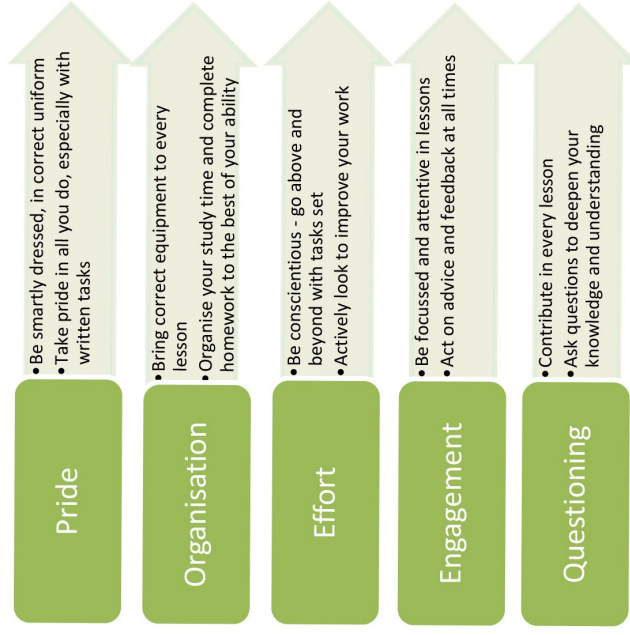 Pride
• Be smartly dressed, in correct uniform
• Take pride in all you do, especially with
written tasks
Organisation
• Bring correct equipment to every
lesson
• Organise your study time and complete
homework to the best of your ability
Effort
• Be conscientious - go above and
beyond with tasks set
• Actively look to improve your work
Engagement
• Be focussed and attentive in lessons
• Act on advice and feedback at all times
Questioning
• Contribute in every lesson
• Ask questions to deepen your
knowledge and understanding